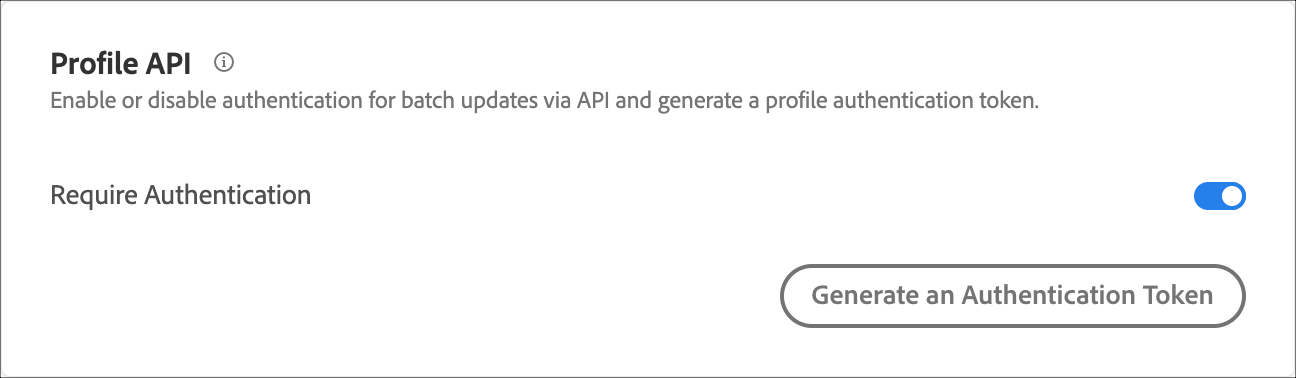 Profile API
Enable or disable authentication for batch updates via API and generate a profile authentication token.
Require Authentication
Generate an Authentication Token